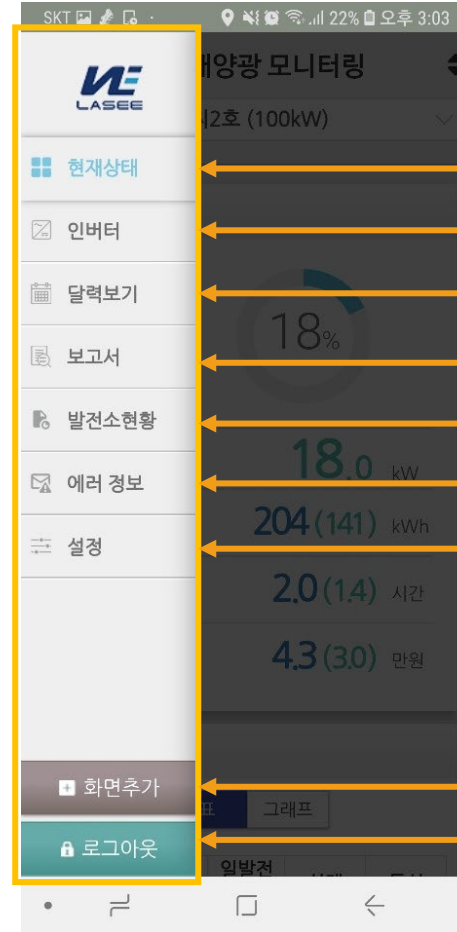 SKT 22% 오후 3:03
LASEE
양광 모니터링
2호 (100kW)
현재상태
인버터
달력보기
18%
보고서
발전소현황
18.0 kW
에러 정보
204 (141) kWh
설정
2.0 (1.4) 시간
4.3 (3.0) 만원
화면추가
표 그래프
로그아웃
일발전